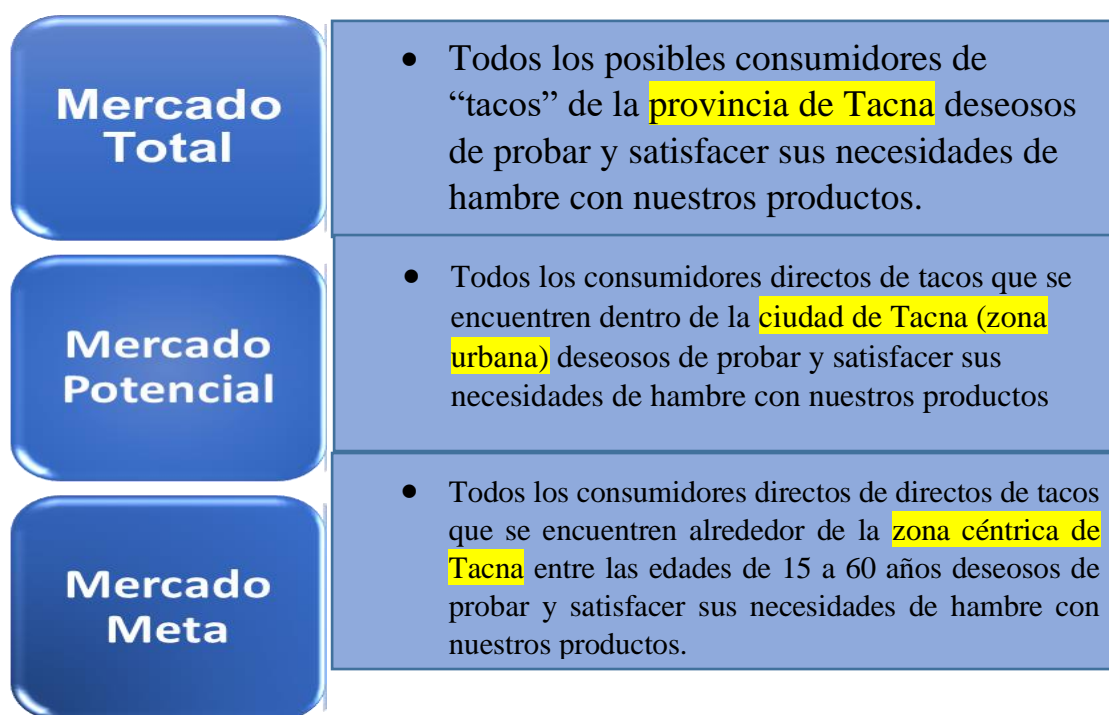 Mercado
Total
• Todos los posibles consumidores de
“tacos” de la provincia de Tacna deseosos
de probar y satisfacer sus necesidades de
hambre con nuestros productos.
Mercado
Potencial
• Todos los consumidores directos de tacos que se
encuentren dentro de la ciudad de Tacna (zona
urbana) deseosos de probar y satisfacer sus
necesidades de hambre con nuestros productos
Mercado
Meta
• Todos los consumidores directos de directos de tacos
que se encuentren alrededor de la zona céntrica de
Tacna entre las edades de 15 a 60 años deseosos de
probar y satisfacer sus necesidades de hambre con
nuestros productos.